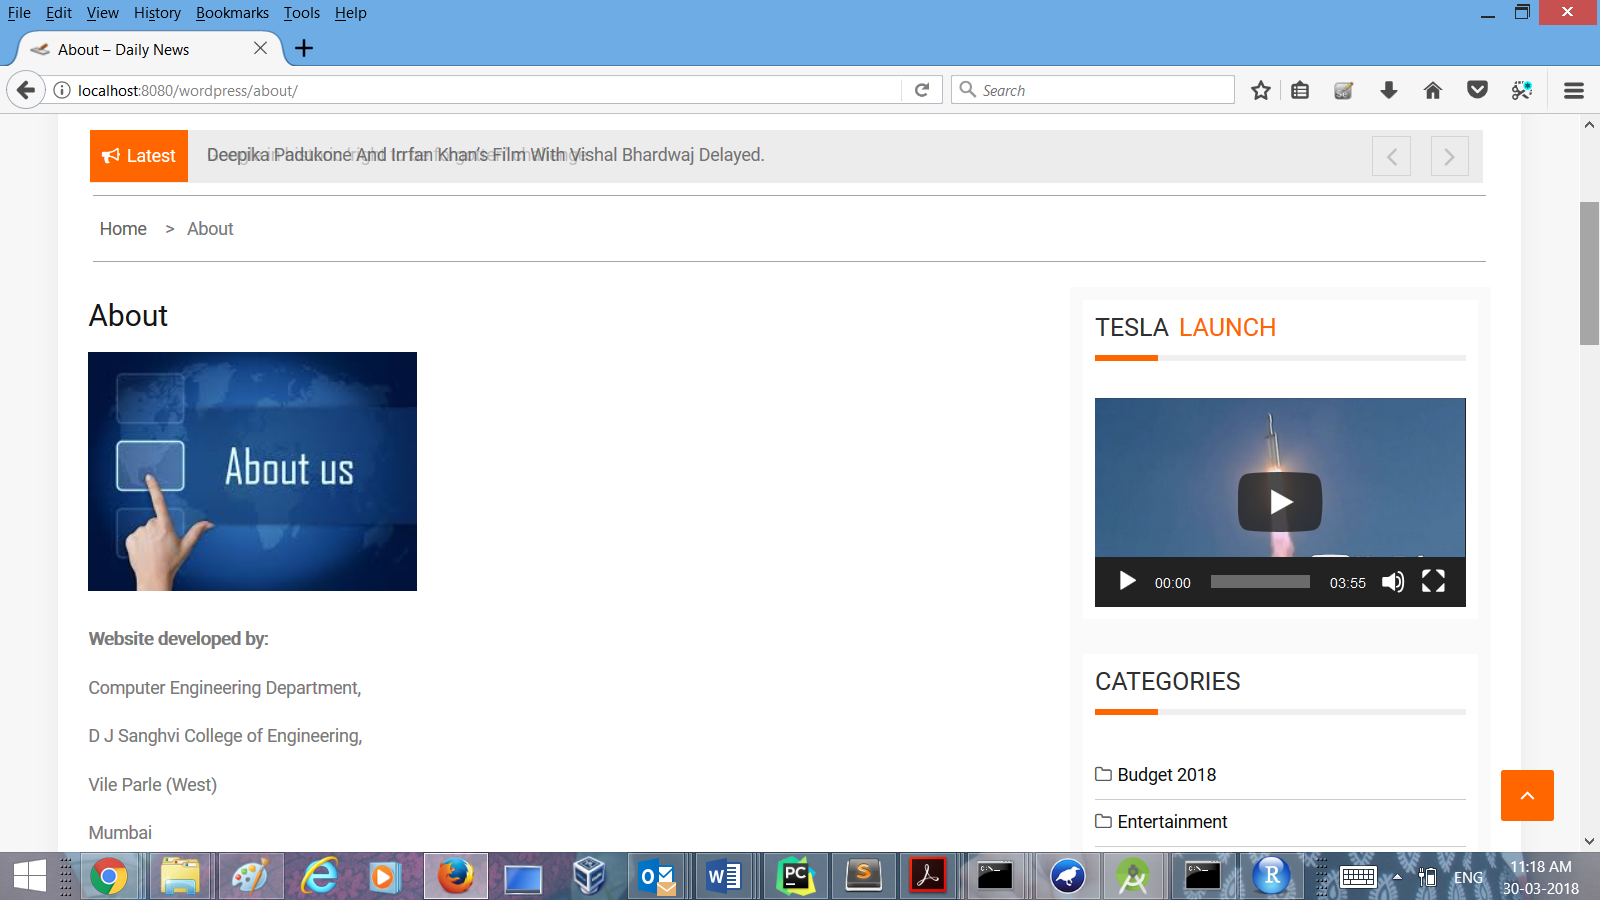 File Edit View History Bookmarks Tools Help
About – Daily News
localhost:8080/wordpress/about/
Search
Latest
Deepika Padukone And Irrfan Khan's Film With Vishal Bhardwaj Delayed.
Home > About
About
About us
Website developed by:
Computer Engineering Department,
D J Sanghvi College of Engineering,
Vile Parle (West)
Mumbai
TESLA LAUNCH
00:00 03:55
CATEGORIES
Budget 2018
Entertainment
ENG
11:18 AM
30-03-2018